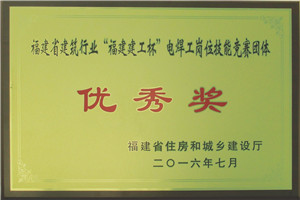 福建省建筑行业“福建建工杯”电焊工岗位技能竞赛团体
优秀奖
福建省住房和城乡建设厅
二〇一六年七月